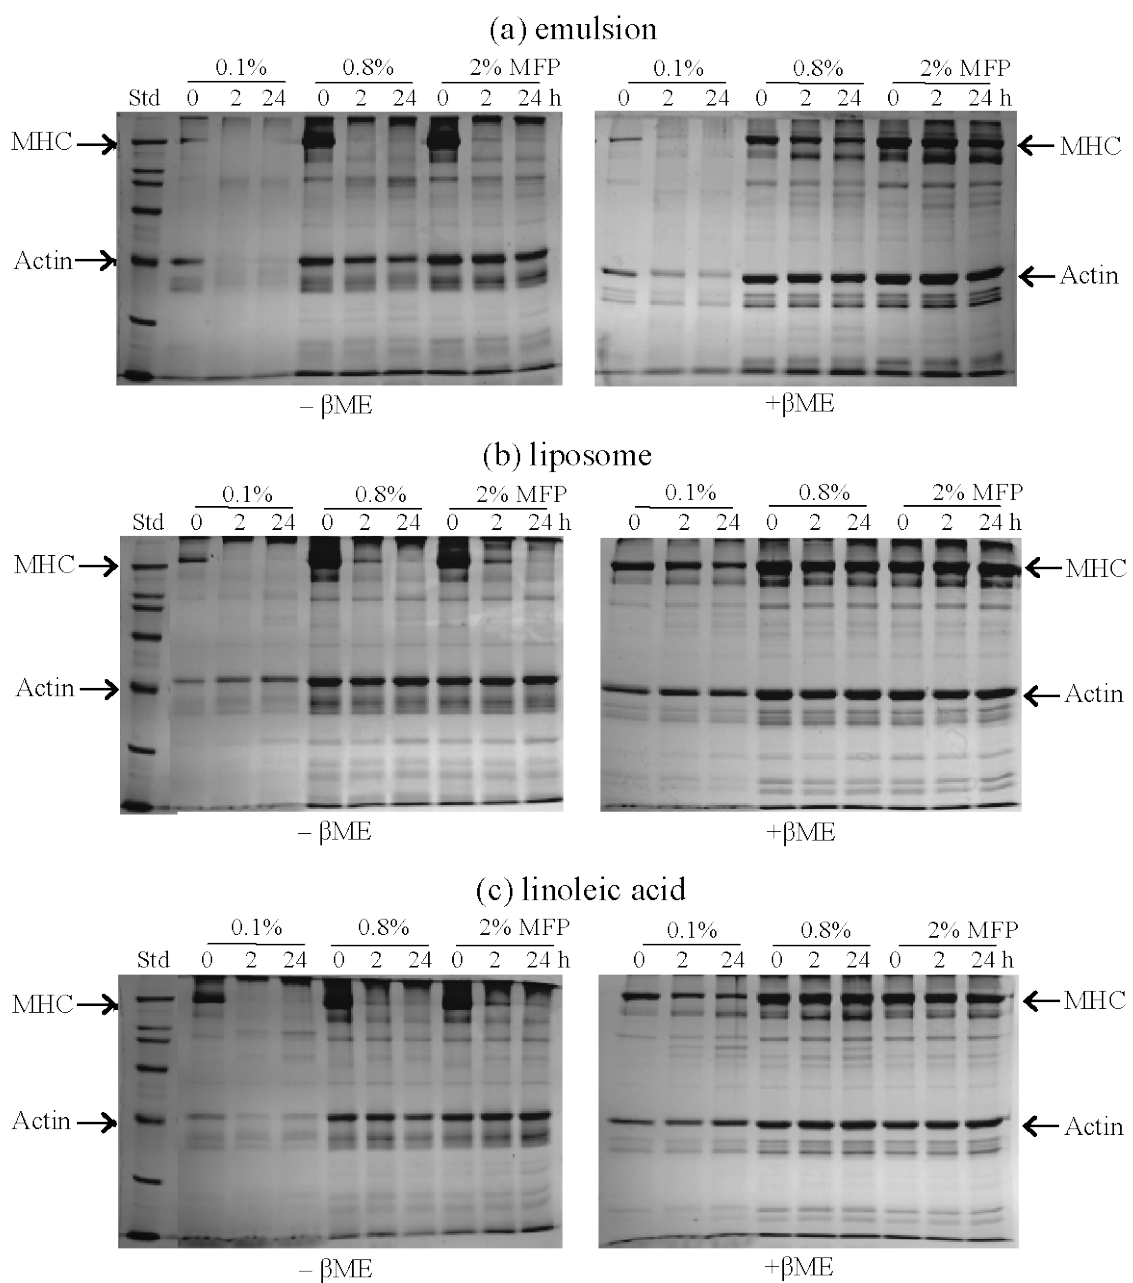 (a) emulsion
0.1% 0.8% 2% MFP 0.1% 0.8% 2% MFP
Std 0 2 24 0 2 24 0 2 24 h 0 2 24 0 2 24 0 2 24 h
MHC MHC
Actin Actin
– βME +βME
(b) liposome
0.1% 0.8% 2% MFP 0.1% 0.8% 2% MFP
Std 0 2 24 0 2 24 0 2 24 h 0 2 24 0 2 24 0 2 24 h
MHC MHC
Actin Actin
– βME +βME
(c) linoleic acid
0.1% 0.8% 2% MFP 0.1% 0.8% 2% MFP
Std 0 2 24 0 2 24 0 2 24 h 0 2 24 0 2 24 0 2 24 h
MHC MHC
Actin Actin
– βME +βME